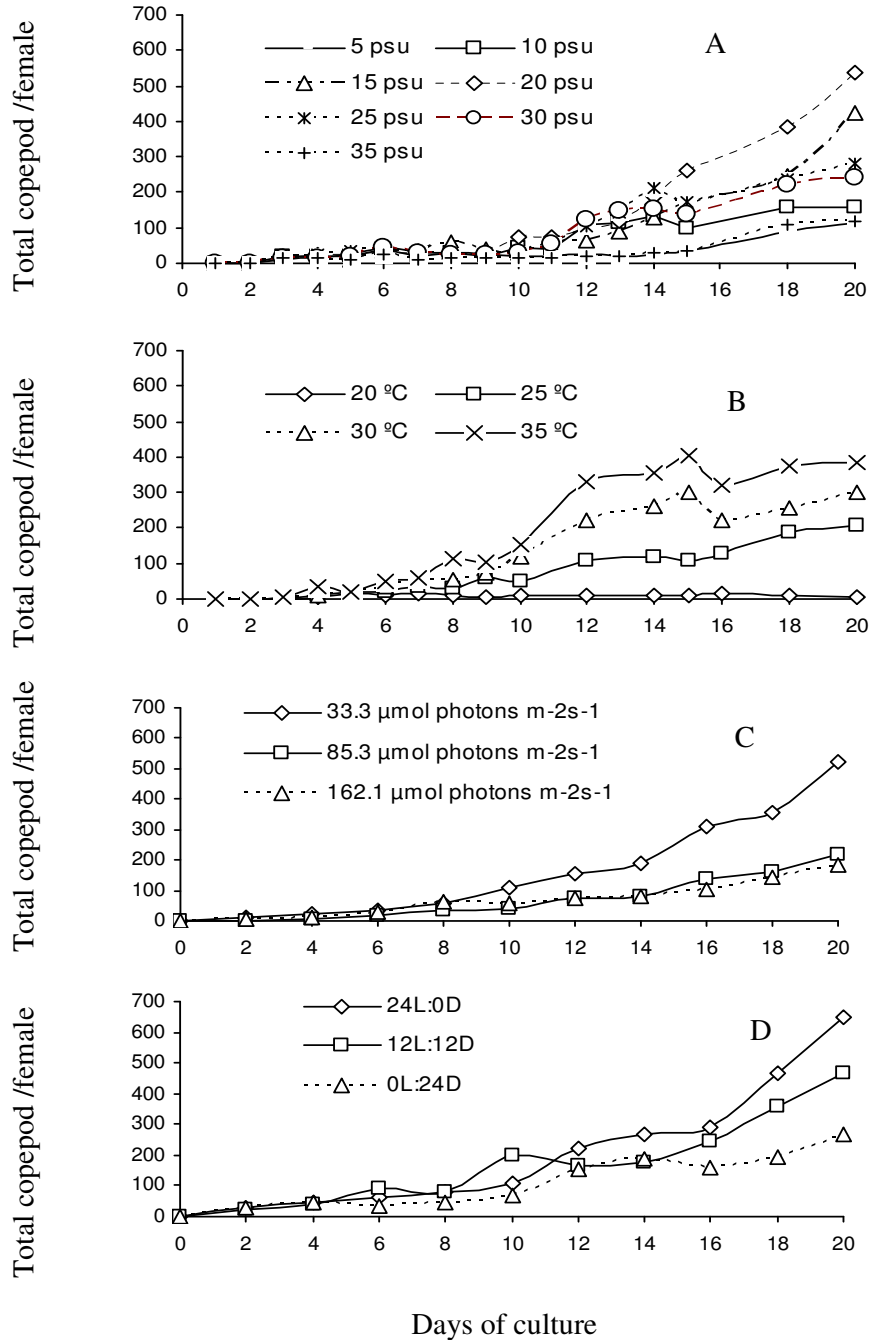 Total copepod /female
700
600
500
400
300
200
100
0
5 psu 10 psu
15 psu 20 psu
25 psu 30 psu
35 psu
A
0 2 4 6 8 10 12 14 16 18 20
Total copepod /female
700
600
500
400
300
200
100
0
20 ºC 25 ºC
30 ºC 35 ºC
B
0 2 4 6 8 10 12 14 16 18 20
Total copepod /female
700
600
500
400
300
200
100
0
33.3 µmol photons m-2s-1
85.3 µmol photons m-2s-1
162.1 µmol photons m-2s-1
C
0 2 4 6 8 10 12 14 16 18 20
Total copepod /female
700
600
500
400
300
200
100
0
24L:0D
12L:12D
0L:24D
D
0 2 4 6 8 10 12 14 16 18 20
Days of culture